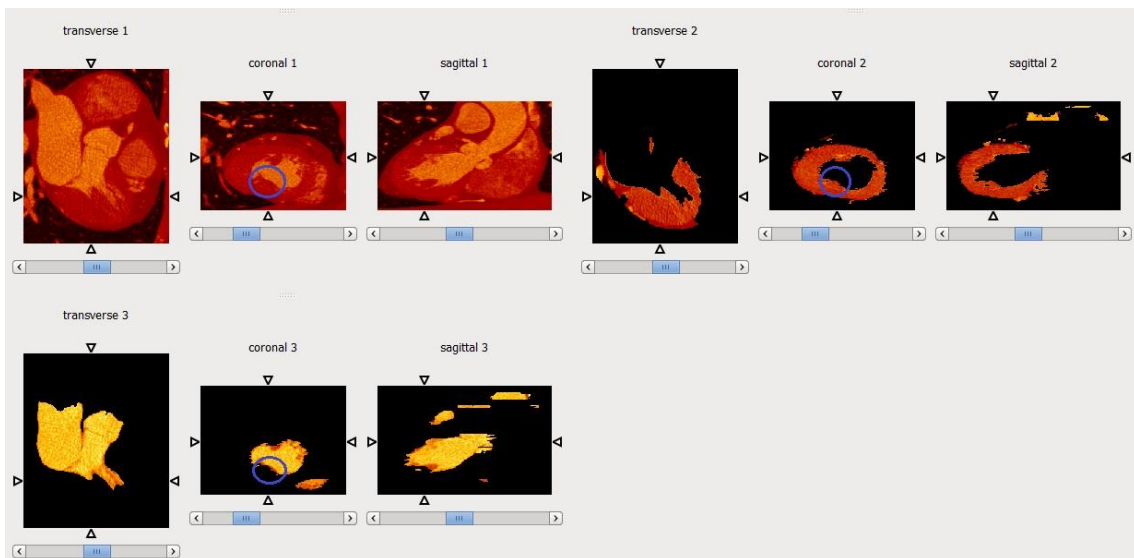 transverse 1
coronal 1
sagittal 1
transverse 2
coronal 2
sagittal 2
transverse 3
coronal 3
sagittal 3